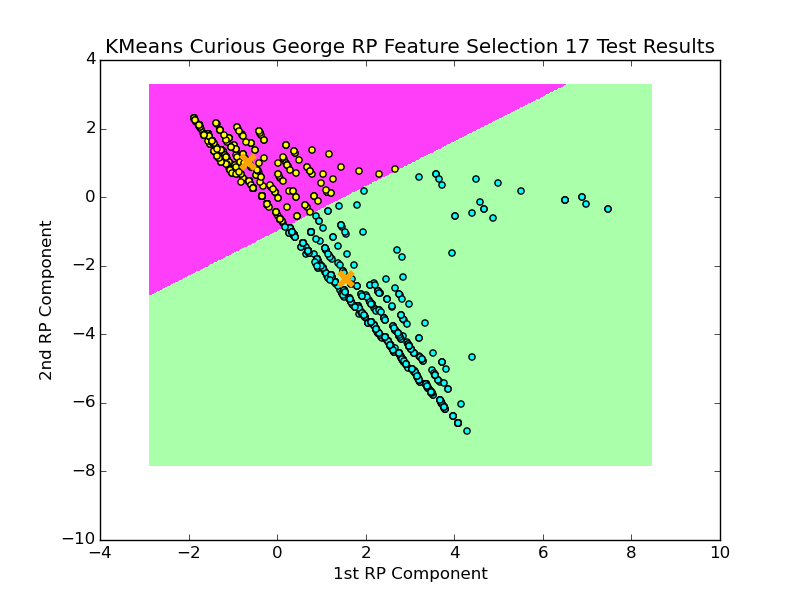 KMeans Curious George RP Feature Selection 17 Test Results
4
2
0
−2
−4
−6
−8
−10
2nd RP Component
−4 −2 0 2 4 6 8 10
1st RP Component